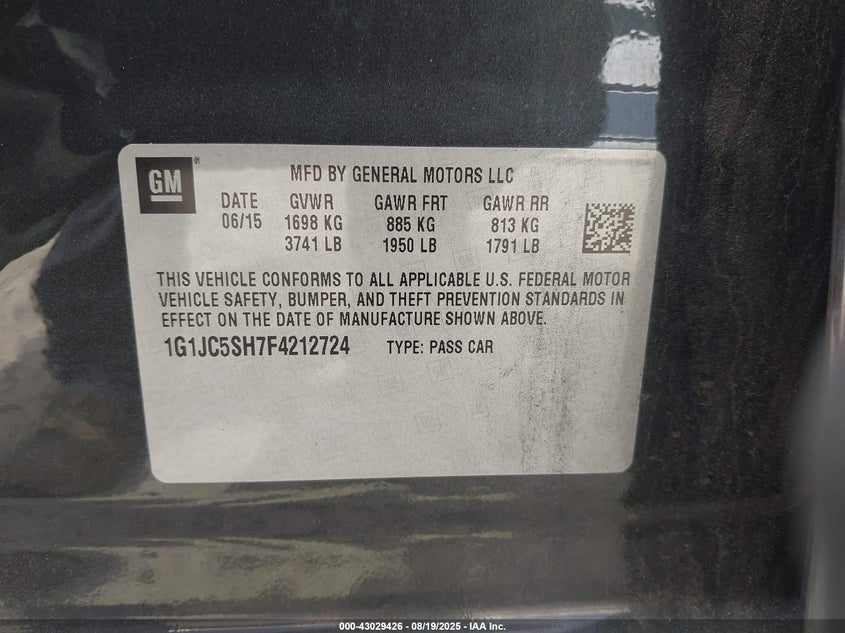 GM®
MFD BY GENERAL MOTORS LLC
DATE GVWR GAWR FRT GAWR RR
06/15 1698 KG 885 KG 813 KG
3741 LB 1950 LB 1791 LB
THIS VEHICLE CONFORMS TO ALL APPLICABLE U.S. FEDERAL MOTOR
VEHICLE SAFETY, BUMPER, AND THEFT PREVENTION STANDARDS IN
EFFECT ON THE DATE OF MANUFACTURE SHOWN ABOVE.
1G1JC5SH7F4212724 TYPE: PASS CAR
000-43029426 - 08/19/2025 - IAA Inc.